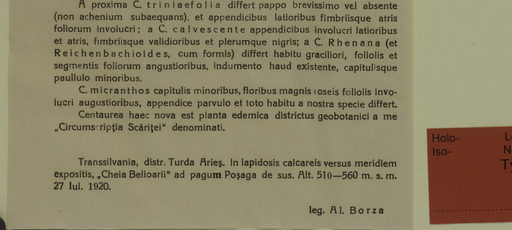 A proxima C. triniaefolia differt pappo brevissimo vel absente
(non achenium subaequans), et appendicibus latioribus fimbriisque atris
foliorum involucri; a C. calvescente appendicibus involucri latioribus
et atris, fimbriisque validioribus et plerumque nigris; a C. Rhenana (et
Reichenbachioides, cum formis) differt habitu graciliori, foliolis et
segmentis foliorum angustioribus, indumento haud existente, capitulisque
paullulo minoribus.
C. micranthos capitulis minoribus, floribus magnis roseis foliolis invo-
lucri augustioribus, appendice parvulo et toto habitu a nostra specie differt.
Centaurea haec nova est planta edemica districtus geobotanici a me
„Circumscripţia Scăriţei" denominati.
Transsilvania, distr. Turda Arieş. In lapidosis calcareis versus meridiem
expositis, „Cheia Belioarii" ad pagum Poşaga de sus. Alt. 510—560 m. s. m.
27 Iul. 1920.
leg. Al. Borza
Holo-
Iso-